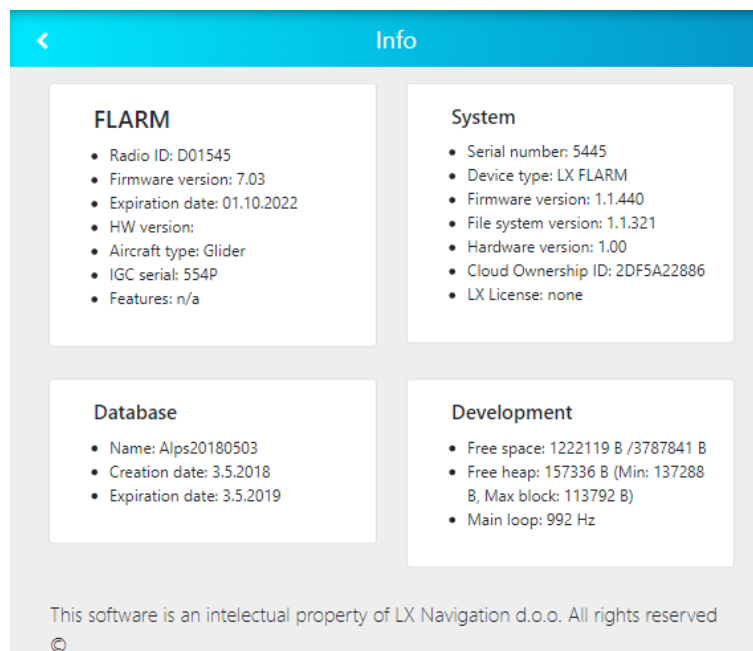 Info
FLARM
Radio ID: D01545
Firmware version: 7.03
Expiration date: 01.10.2022
HW version:
Aircraft type: Glider
IGC serial: 554P
Features: n/a
System
Serial number: 5445
Device type: LX FLARM
Firmware version: 1.1.440
File system version: 1.1.321
Hardware version: 1.00
Cloud Ownership ID: 2DF5A22886
LX License: none
Database
Name: Alps20180503
Creation date: 3.5.2018
Expiration date: 3.5.2019
Development
Free space: 1222119 B /3787841 B
Free heap: 157336 B (Min: 137288
B, Max block: 113792 B)
Main loop: 992 Hz
This software is an intelectual property of LX Navigation d.o.o. All rights reserved
©